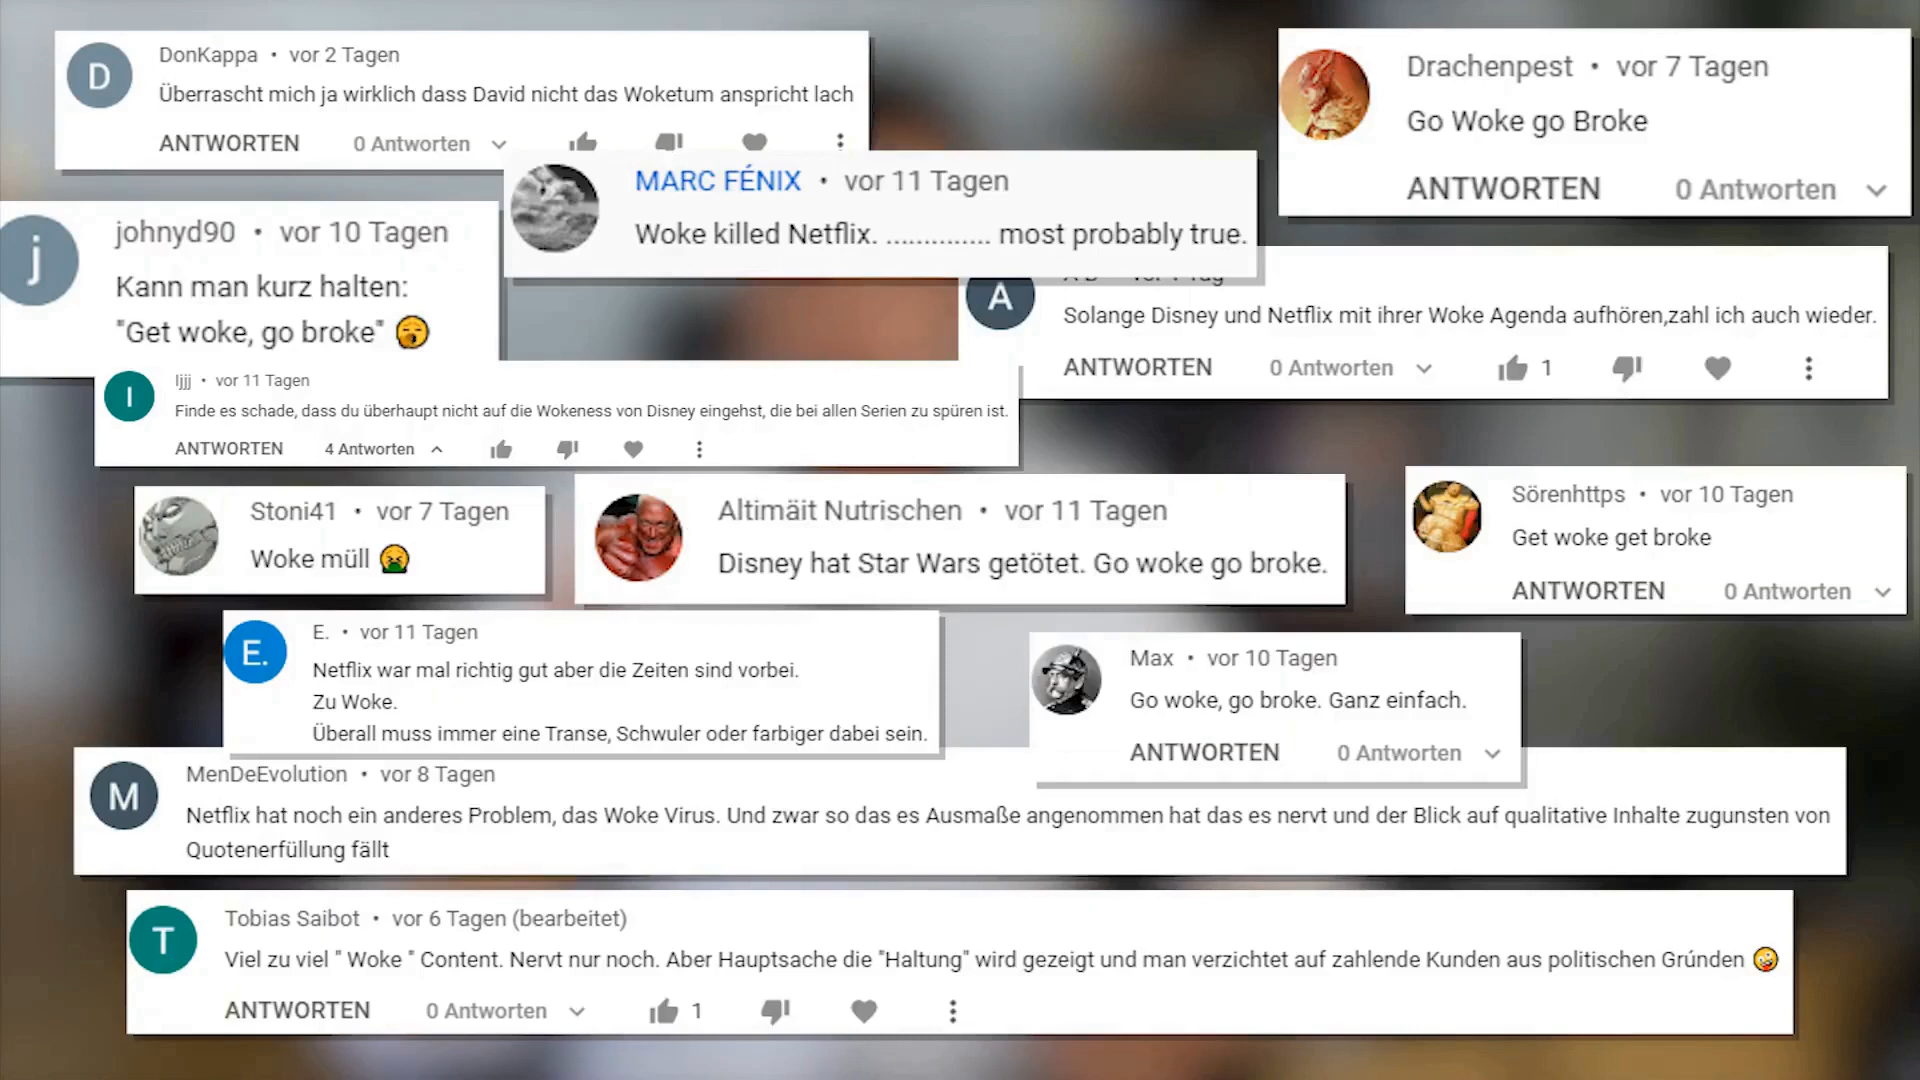 D
DonKappa • vor 2 Tagen
Überrascht mich ja wirklich dass David nicht das Woketum anspricht lach
ANTWORTEN 0 Antworten
Drachenpest • vor 7 Tagen
Go Woke go Broke
ANTWORTEN 0 Antworten
MARC FÉNIX • vor 11 Tagen
Woke killed Netflix. .............. most probably true.
j
johnyd90 • vor 10 Tagen
Kann man kurz halten:
"Get woke, go broke" 🥱
A
Solange Disney und Netflix mit ihrer Woke Agenda aufhören,zahl ich auch wieder.
ANTWORTEN 0 Antworten 1
I
Ijjj • vor 11 Tagen
Finde es schade, dass du überhaupt nicht auf die Wokeness von Disney eingehst, die bei allen Serien zu spüren ist.
ANTWORTEN 4 Antworten
Stoni41 • vor 7 Tagen
Woke müll 🤮
Altimäit Nutrischen • vor 11 Tagen
Disney hat Star Wars getötet. Go woke go broke.
Sörenhttps • vor 10 Tagen
Get woke get broke
ANTWORTEN 0 Antworten
E.
E. • vor 11 Tagen
Netflix war mal richtig gut aber die Zeiten sind vorbei.
Zu Woke.
Überall muss immer eine Transe, Schwuler oder farbiger dabei sein.
Max • vor 10 Tagen
Go woke, go broke. Ganz einfach.
ANTWORTEN 0 Antworten
M
MenDeEvolution • vor 8 Tagen
Netflix hat noch ein anderes Problem, das Woke Virus. Und zwar so das es Ausmaße angenommen hat das es nervt und der Blick auf qualitative Inhalte zugunsten von
Quotenerfüllung fällt
T
Tobias Saibot • vor 6 Tagen (bearbeitet)
Viel zu viel " Woke " Content. Nervt nur noch. Aber Hauptsache die "Haltung" wird gezeigt und man verzichtet auf zahlende Kunden aus politischen Gründen 🤪
ANTWORTEN 0 Antworten 1